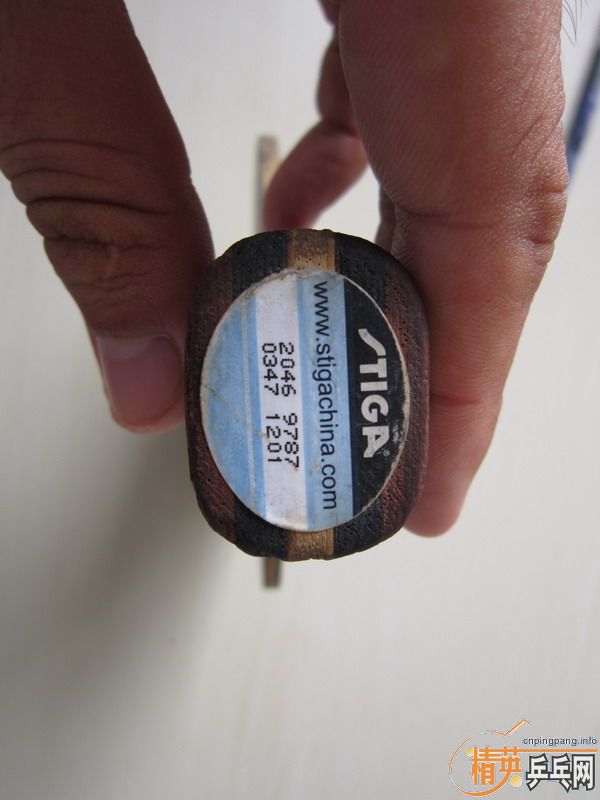 STIGA®
www.stigachina.com
2046 9787
0347 1201
cnpingpang.info
精英乒乓网